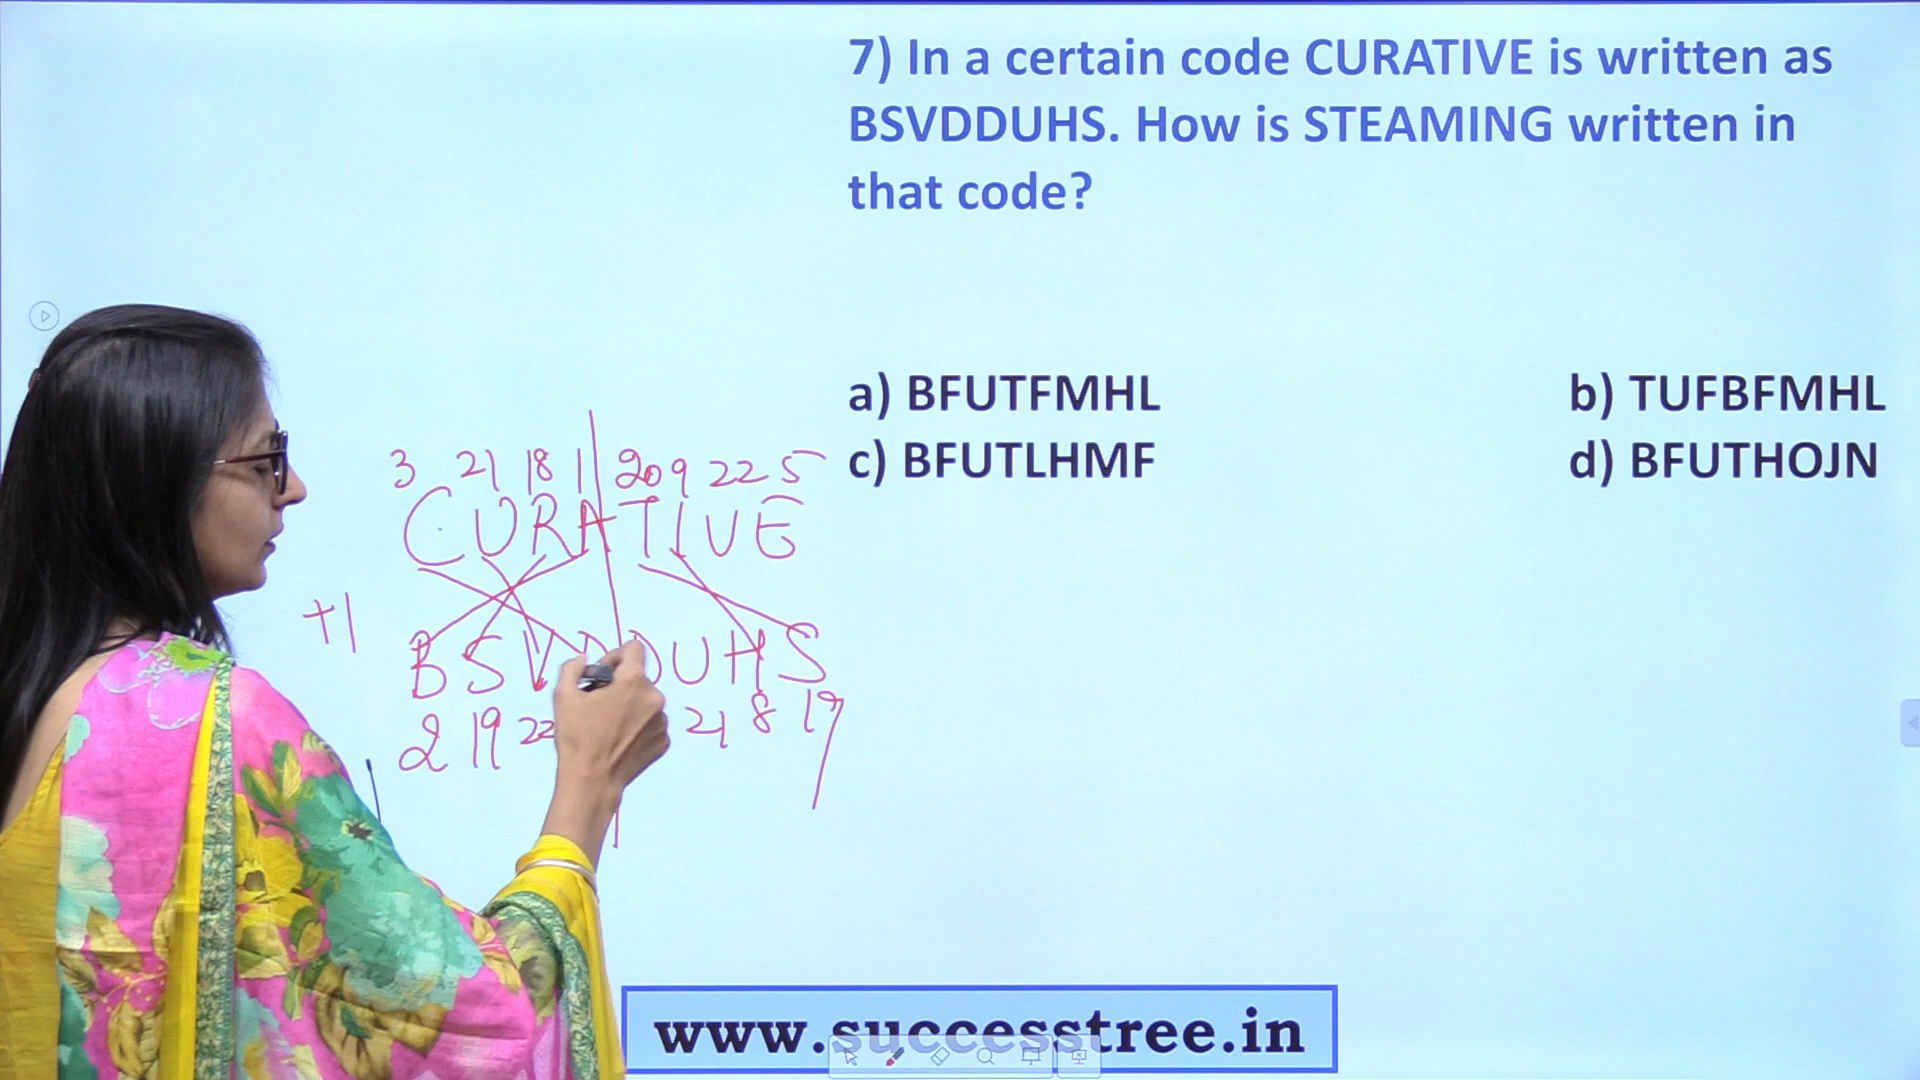 7) In a certain code CURATIVE is written as
BSVDDUHS. How is STEAMING written in
that code?
a) BFUTFMHL
b) TUFBFMHL
c) BFUTLHMF
d) BFUTHOJN
3 21 18 1 20 9 22 5
CURATIVE
+1
BSVDDUHS
2 19 22 21 8 19
www.successtree.in